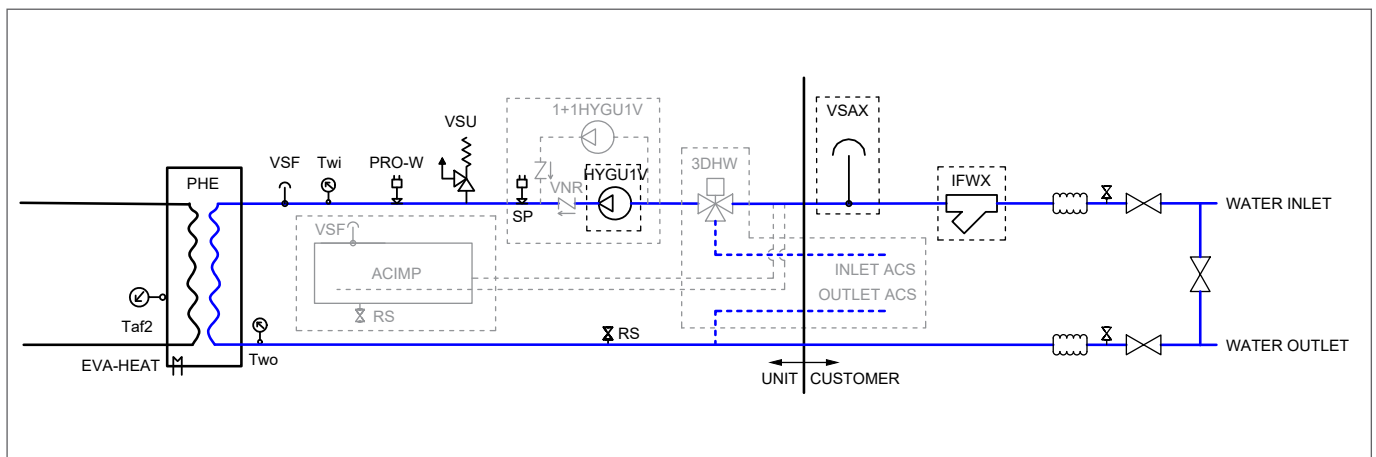 1+1HYGU1V
VSAX
VSU
3DHW
VSF
Twi
PRO-W
HYGU1V
IFWX
PHE
VNR
SP
WATER INLET
VSF
ACIMP
INLET ACS
OUTLET ACS
RS
Taf2
RS
EVA-HEAT
Two
WATER OUTLET
UNIT
CUSTOMER